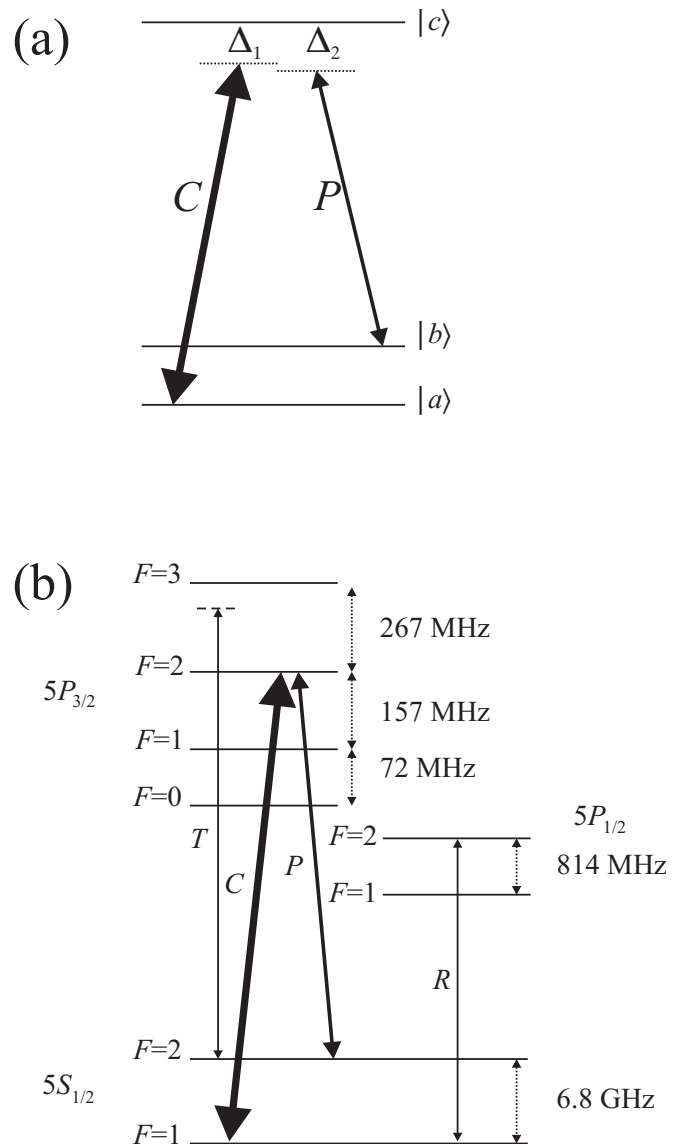 (a)
|c⟩
Δ₁ Δ₂
C P
|b⟩
|a⟩
(b)
F=3
267 MHz
F=2
5P₃/₂
157 MHz
F=1
72 MHz
F=0
5P₁/₂
F=2
814 MHz
T C P
F=1
R
F=2
5S₁/₂
6.8 GHz
F=1